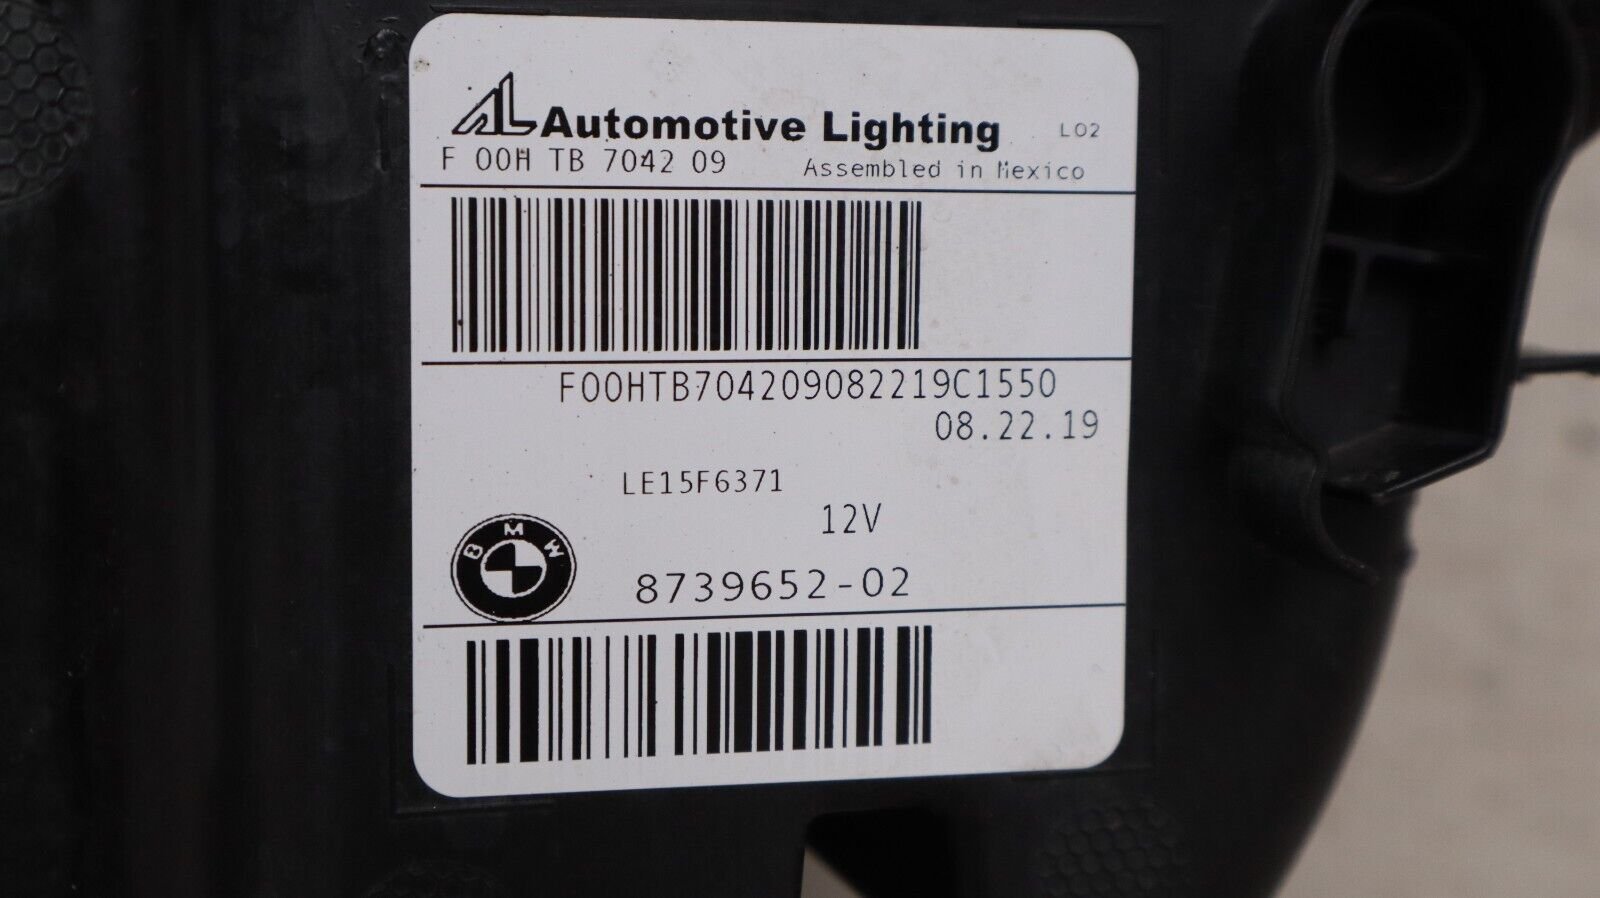 AL Automotive Lighting L02
F 00H TB 7042 09 Assembled in Mexico
F00HTB704209082219C1550
08.22.19
LE15F6371
12V
BMW
8739652-02